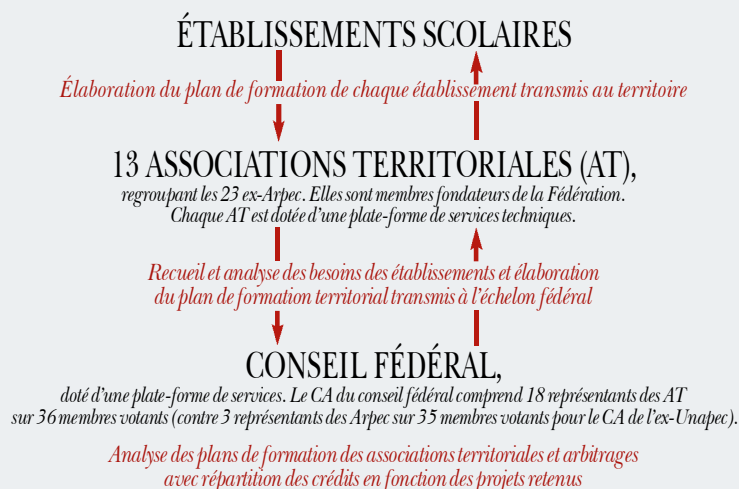 ÉTABLISSEMENTS SCOLAIRES
Élaboration du plan de formation de chaque établissement transmis au territoire
13 ASSOCIATIONS TERRITORIALES (AT),
regroupant les 23 ex-Arpec. Elles sont membres fondateurs de la Fédération.
Chaque AT est dotée d'une plate-forme de services techniques.
Recueil et analyse des besoins des établissements et élaboration
du plan de formation territorial transmis à l'échelon fédéral
CONSEIL FÉDÉRAL,
doté d'une plate-forme de services. Le CA du conseil fédéral comprend 18 représentants des AT
sur 36 membres votants (contre 3 représentants des Arpec sur 35 membres votants pour le CA de l'ex-Unapec).
Analyse des plans de formation des associations territoriales et arbitrages
avec répartition des crédits en fonction des projets retenus